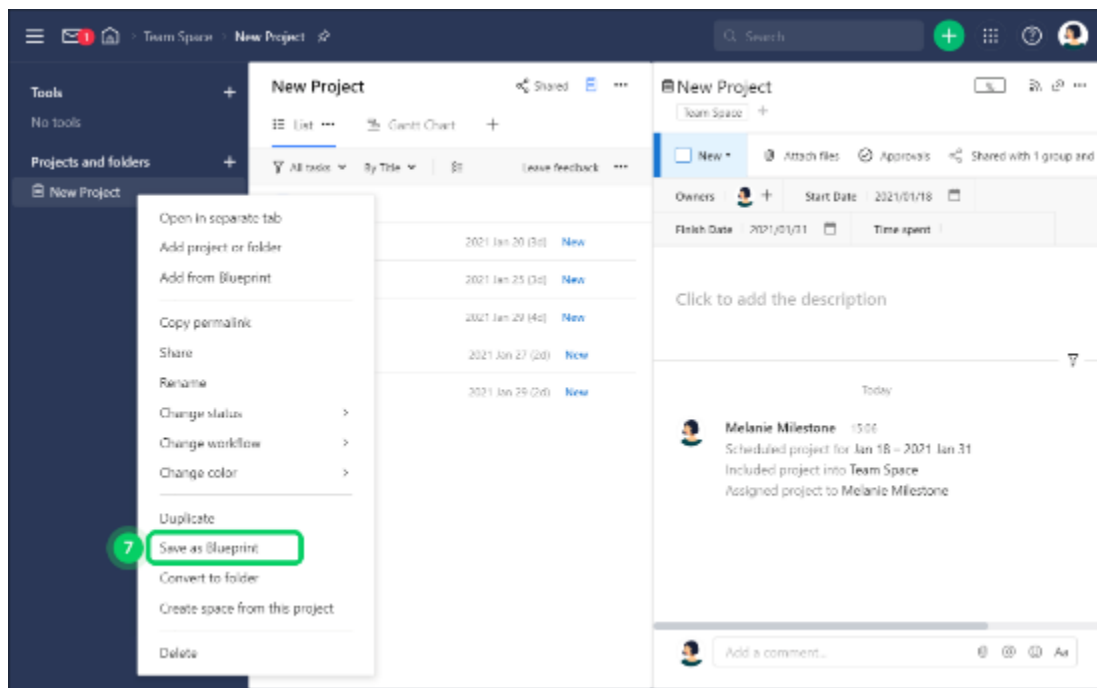 1
Team Space
New Project
Search
Tools
No tools
Projects and folders
New Project
Open in separate tab
Add project or folder
Add from Blueprint
Copy permalink
Share
Rename
Change status
Change workflow
Change color
Duplicate
7
Save as Blueprint
Convert to folder
Create space from this project
Delete
New Project
Shared
List
Gantt Chart
All tasks
By Title
Leave feedback
2021 Jan 20 (3d) New
2021 Jan 25 (3d) New
2021 Jan 29 (4d) New
2021 Jan 27 (2d) New
2021 Jan 29 (2d) New
New Project
Team Space
New
Attach files
Approvals
Shared with 1 group and
Owners
Start Date 2021/01/18
Finish Date 2021/01/31
Time spent
Click to add the description
Today
Melanie Milestone 15:06
Scheduled project for Jan 18 – 2021 Jan 31
Included project into Team Space
Assigned project to Melanie Milestone
Add a comment...
Aa